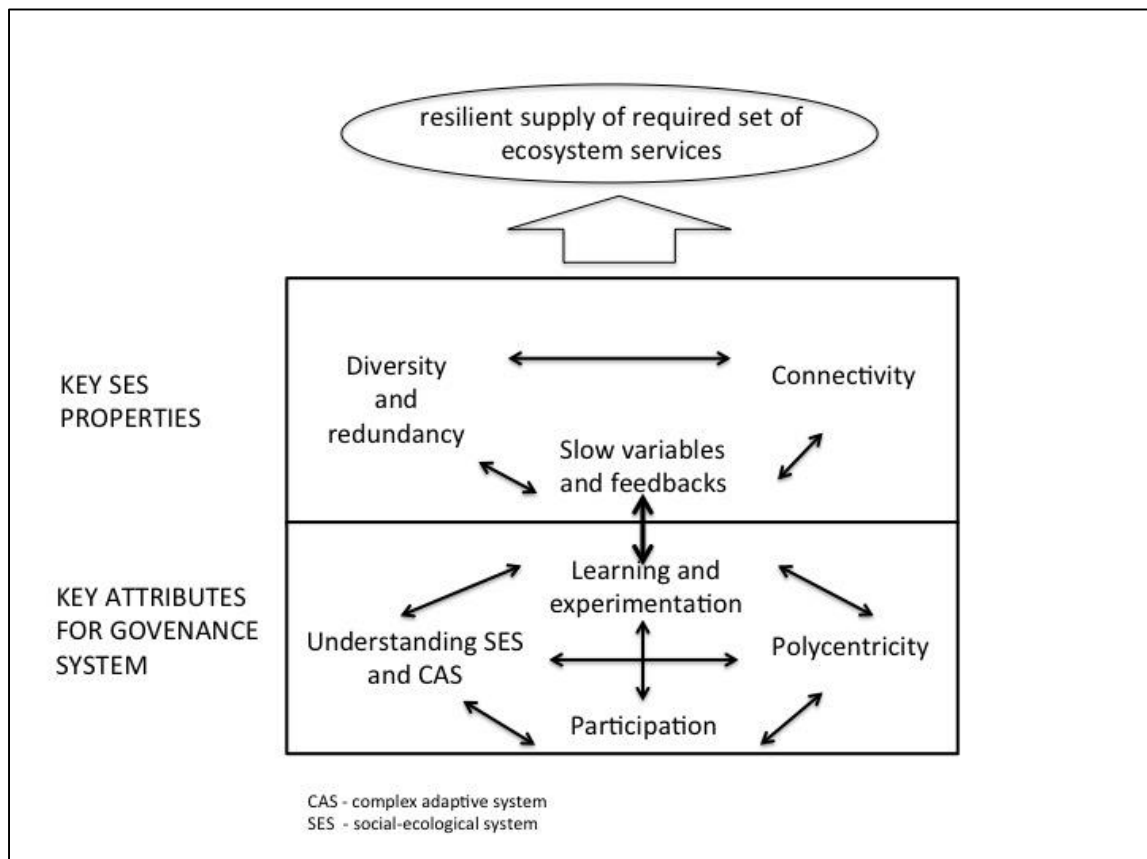 resilient supply of required set of
ecosystem services
KEY SES
PROPERTIES
Diversity
and
redundancy
Connectivity
Slow variables
and feedbacks
KEY ATTRIBUTES
FOR GOVENANCE
SYSTEM
Learning and
experimentation
Understanding SES
and CAS
Polycentricity
Participation
CAS - complex adaptive system
SES - social-ecological system